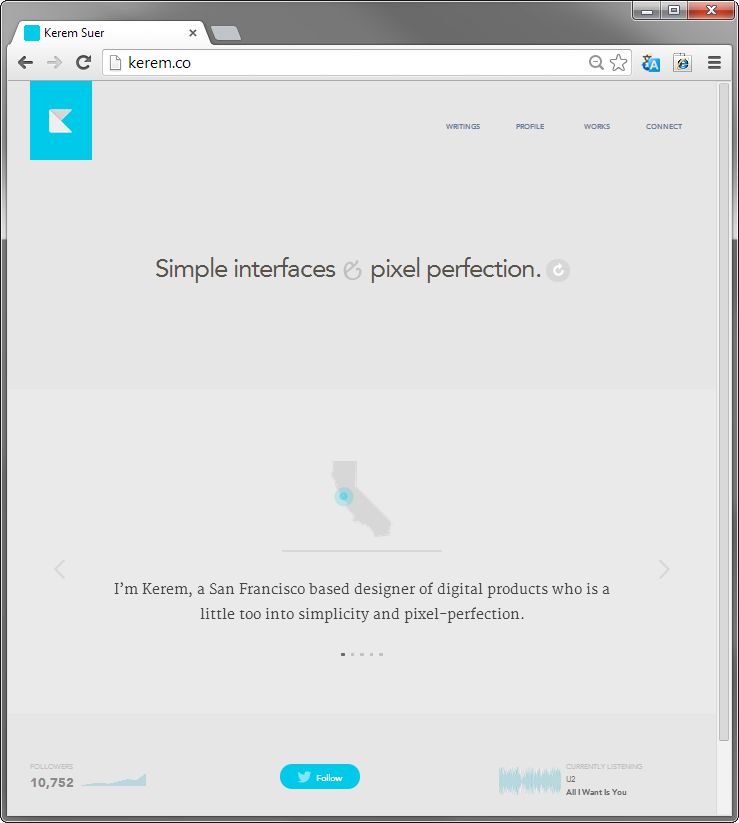 Kerem Suer
kerem.co
WRITINGS PROFILE WORKS CONNECT
Simple interfaces & pixel perfection.
I’m Kerem, a San Francisco based designer of digital products who is a
little too into simplicity and pixel-perfection.
FOLLOWERS
10,752
Follow
CURRENTLY LISTENING
U2
All I Want Is You